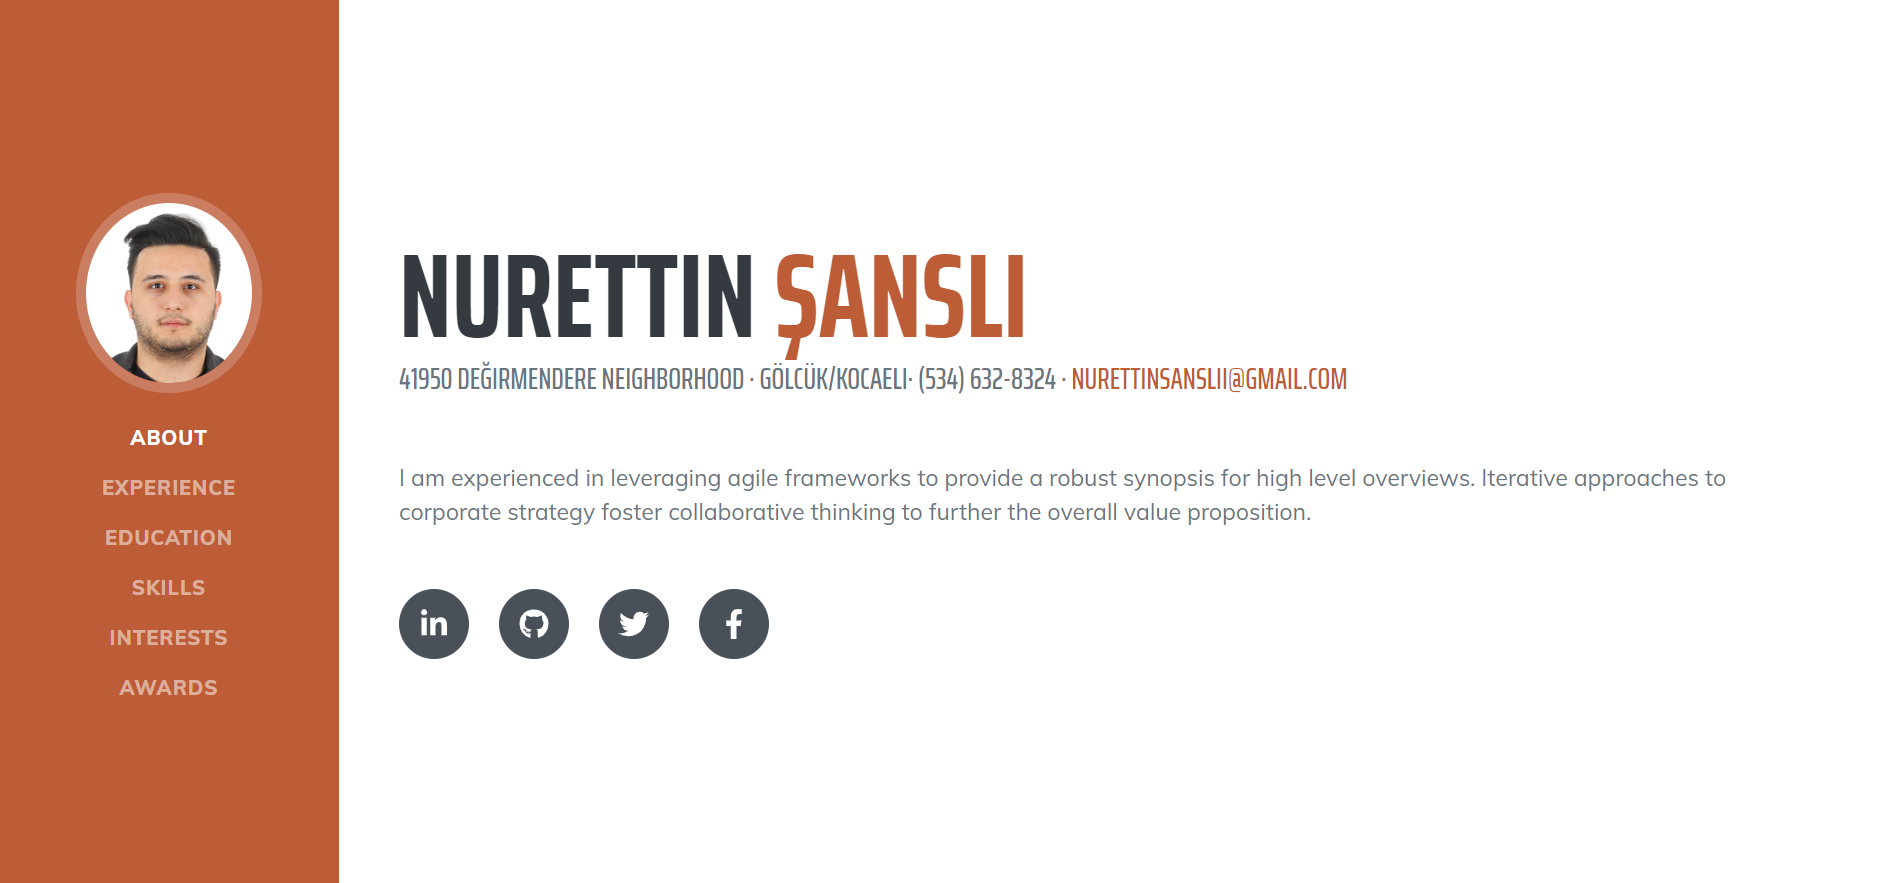 ABOUT
EXPERIENCE
EDUCATION
SKILLS
INTERESTS
AWARDS
NURETTIN ŞANSLI
41950 DEĞIRMENDERE NEIGHBORHOOD · GÖLCÜK/KOCAELI· (534) 632-8324 · NURETTINSANSLII@GMAIL.COM
I am experienced in leveraging agile frameworks to provide a robust synopsis for high level overviews. Iterative approaches to
corporate strategy foster collaborative thinking to further the overall value proposition.